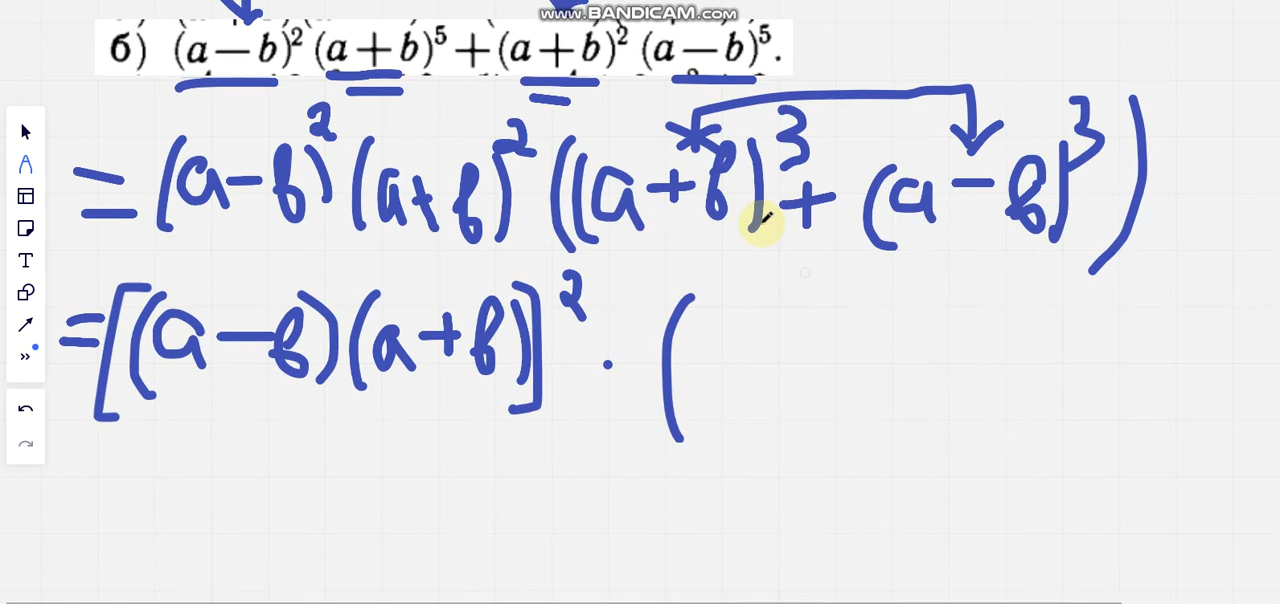 www.BANDICAM.com
б) (a−b)²(a+b)⁵+(a+b)²(a−b)⁵.
=(a−b)²(a+b)²((a+b)³+(a−b)³)
=[(a−b)(a+b)]²·(
T